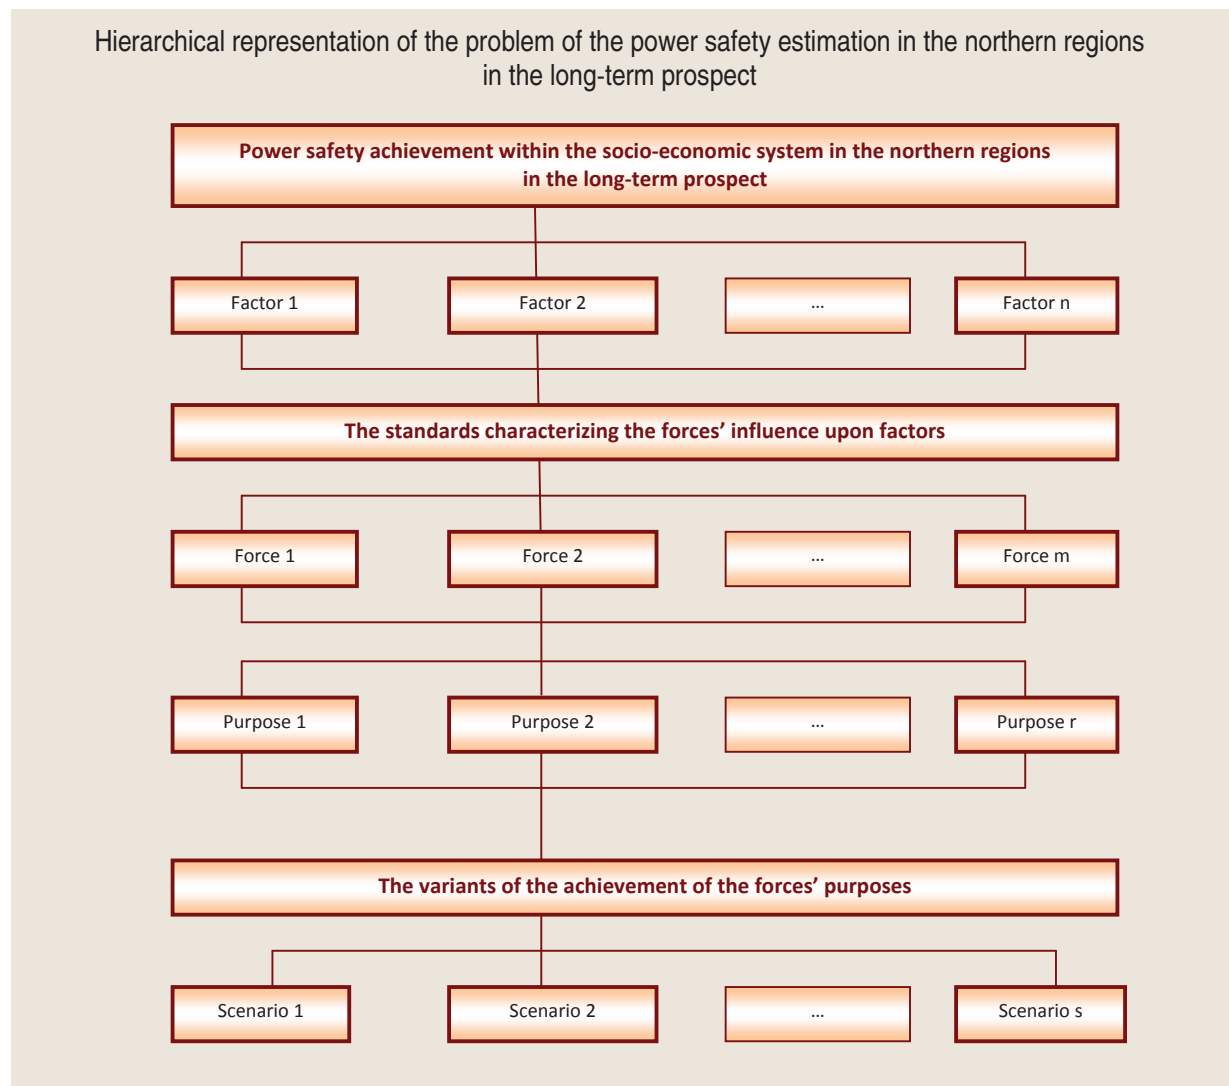 Hierarchical representation of the problem of the power safety estimation in the northern regions
in the long-term prospect
Power safety achievement within the socio-economic system in the northern regions
in the long-term prospect
Factor 1
Factor 2
...
Factor n
The standards characterizing the forces’ influence upon factors
Force 1
Force 2
...
Force m
Purpose 1
Purpose 2
...
Purpose r
The variants of the achievement of the forces’ purposes
Scenario 1
Scenario 2
...
Scenario s